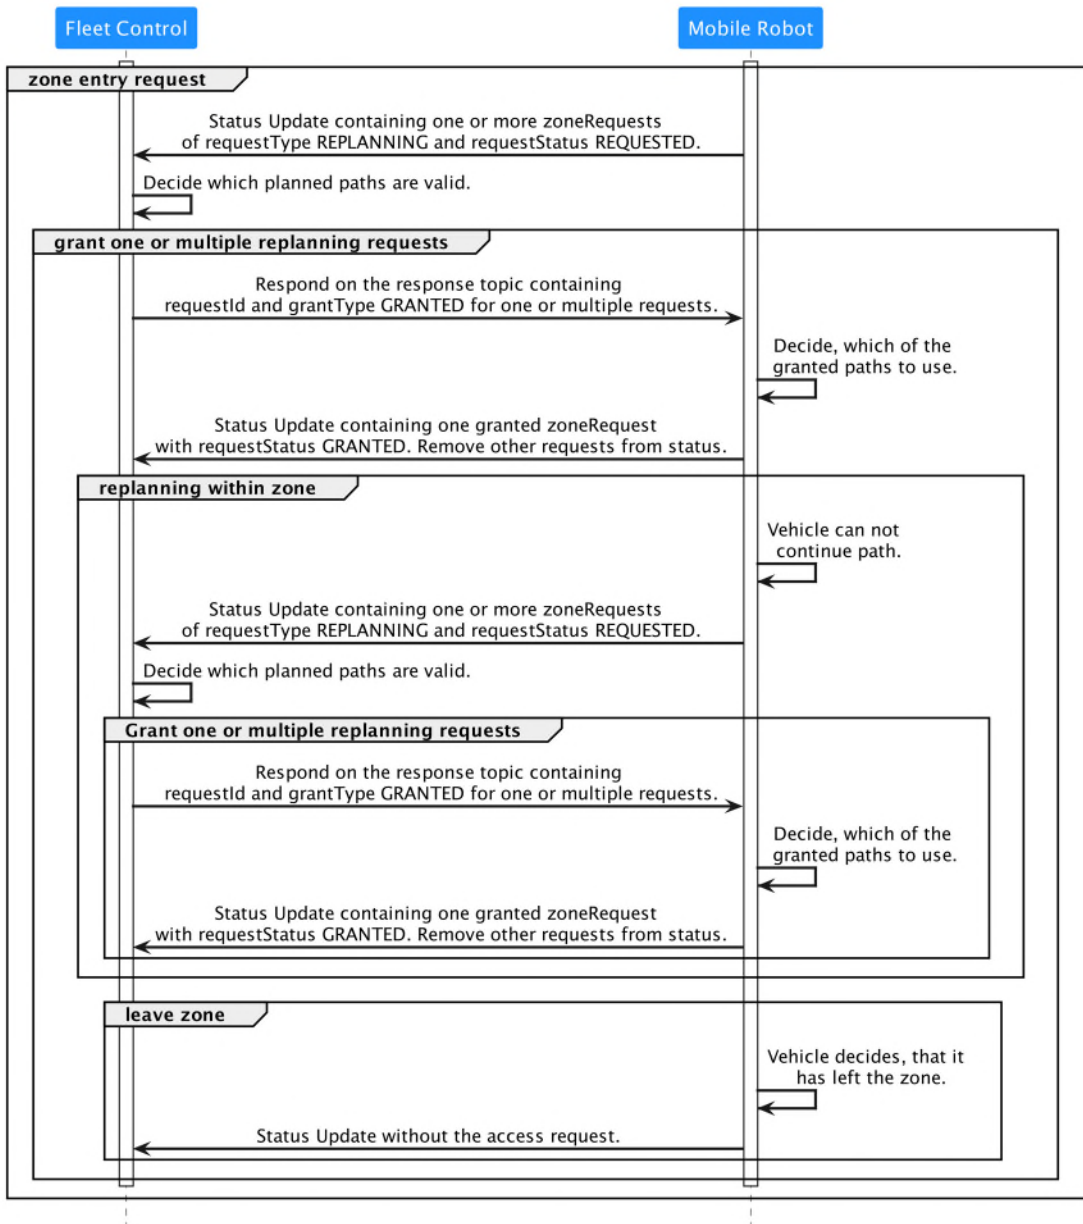 Fleet Control
Mobile Robot
zone entry request
Status Update containing one or more zoneRequests
of requestType REPLANNING and requestStatus REQUESTED.
Decide which planned paths are valid.
grant one or multiple replanning requests
Respond on the response topic containing
requestId and grantType GRANTED for one or multiple requests.
Decide, which of the
granted paths to use.
Status Update containing one granted zoneRequest
with requestStatus GRANTED. Remove other requests from status.
replanning within zone
Vehicle can not
continue path.
Status Update containing one or more zoneRequests
of requestType REPLANNING and requestStatus REQUESTED.
Decide which planned paths are valid.
Grant one or multiple replanning requests
Respond on the response topic containing
requestId and grantType GRANTED for one or multiple requests.
Decide, which of the
granted paths to use.
Status Update containing one granted zoneRequest
with requestStatus GRANTED. Remove other requests from status.
leave zone
Vehicle decides, that it
has left the zone.
Status Update without the access request.